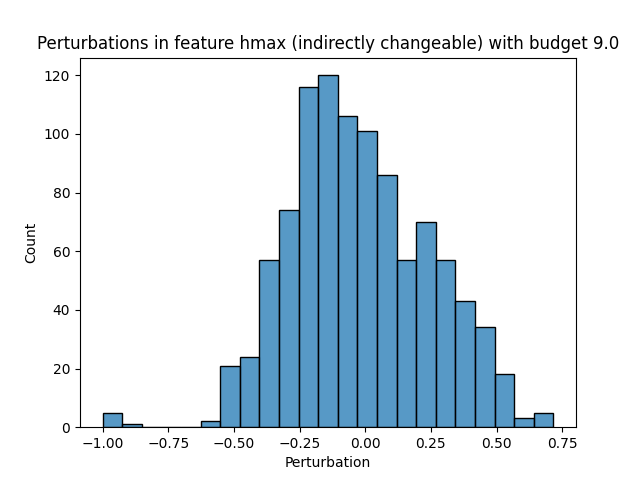 Perturbations in feature hmax (indirectly changeable) with budget 9.0
120
100
80
60
40
20
0
Count
−1.00 −0.75 −0.50 −0.25 0.00 0.25 0.50 0.75
Perturbation